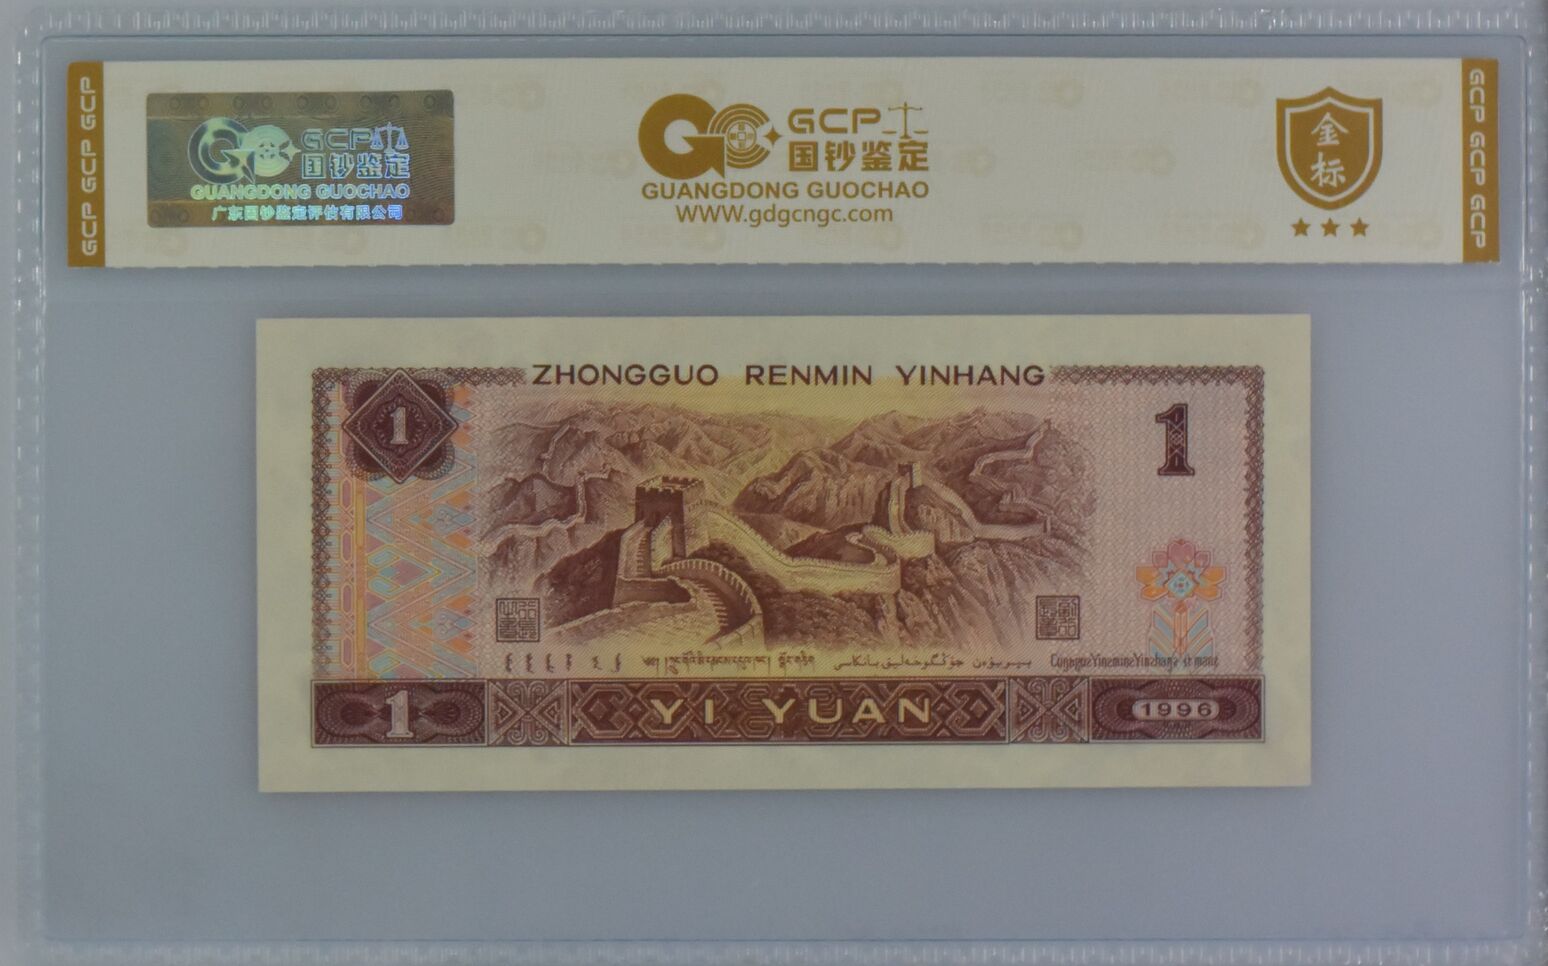 GCP GCP GCP
GCP
国钞鉴定
GUANGDONG GUOCHAO
广东国钞鉴定评估有限公司
GCP
国钞鉴定
GUANGDONG GUOCHAO
WWW.gdgcngc.com
金标
GCP GCP GCP
ZHONGGUO RENMIN YINHANG
1
1
1
YI YUAN
1996